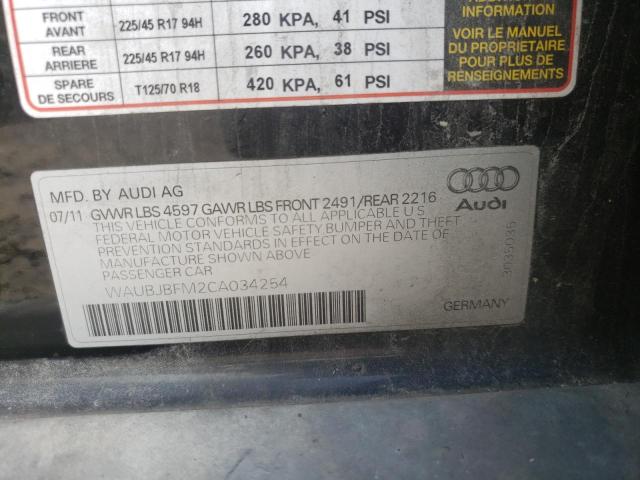 FRONT
AVANT
225/45 R17 94H
280 KPA, 41 PSI
REAR
ARRIERE
225/45 R17 94H
260 KPA, 38 PSI
SPARE
DE SECOURS
T125/70 R18
420 KPA, 61 PSI
ADDITIONAL
INFORMATION
VOIR LE MANUEL
DU PROPRIETAIRE
POUR PLUS DE
RENSEIGNEMENTS
MFD. BY AUDI AG
07/11 GVWR LBS 4597 GAWR LBS FRONT 2491/REAR 2216
THIS VEHICLE CONFORMS TO ALL APPLICABLE U S
FEDERAL MOTOR VEHICLE SAFETY BUMPER AND THEFT
PREVENTION STANDARDS IN EFFECT ON THE DATE OF
MANUFACTURE SHOWN ABOVE
PASSENGER CAR
WAUBJBFM2CA034254
Audi
3035035
GERMANY